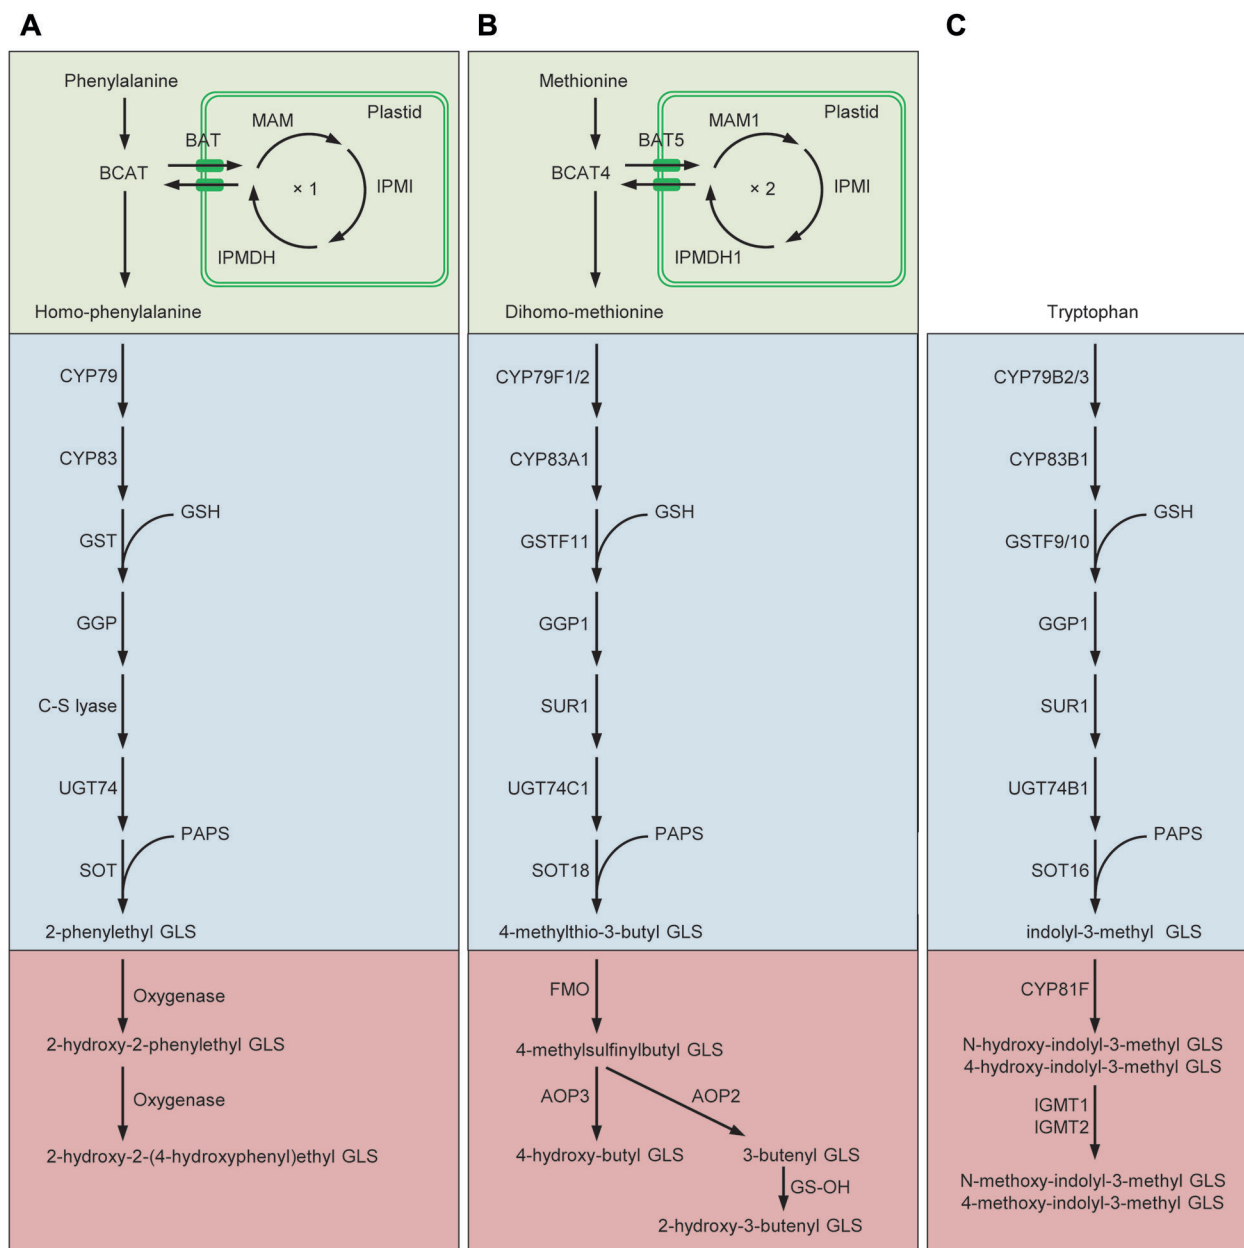 A
Phenylalanine
BCAT
BAT
MAM
Plastid
× 1
IPMI
IPMDH
Homo-phenylalanine
CYP79
CYP83
GSH
GST
GGP
C-S lyase
UGT74
PAPS
SOT
2-phenylethyl GLS
Oxygenase
2-hydroxy-2-phenylethyl GLS
Oxygenase
2-hydroxy-2-(4-hydroxyphenyl)ethyl GLS
B
Methionine
BCAT4
BAT5
MAM1
Plastid
× 2
IPMI
IPMDH1
Dihomo-methionine
CYP79F1/2
CYP83A1
GSH
GSTF11
GGP1
SUR1
UGT74C1
PAPS
SOT18
4-methylthio-3-butyl GLS
FMO
4-methylsulfinylbutyl GLS
AOP3
AOP2
4-hydroxy-butyl GLS
3-butenyl GLS
GS-OH
2-hydroxy-3-butenyl GLS
C
Tryptophan
CYP79B2/3
CYP83B1
GSH
GSTF9/10
GGP1
SUR1
UGT74B1
PAPS
SOT16
indolyl-3-methyl GLS
CYP81F
N-hydroxy-indolyl-3-methyl GLS
4-hydroxy-indolyl-3-methyl GLS
IGMT1
IGMT2
N-methoxy-indolyl-3-methyl GLS
4-methoxy-indolyl-3-methyl GLS